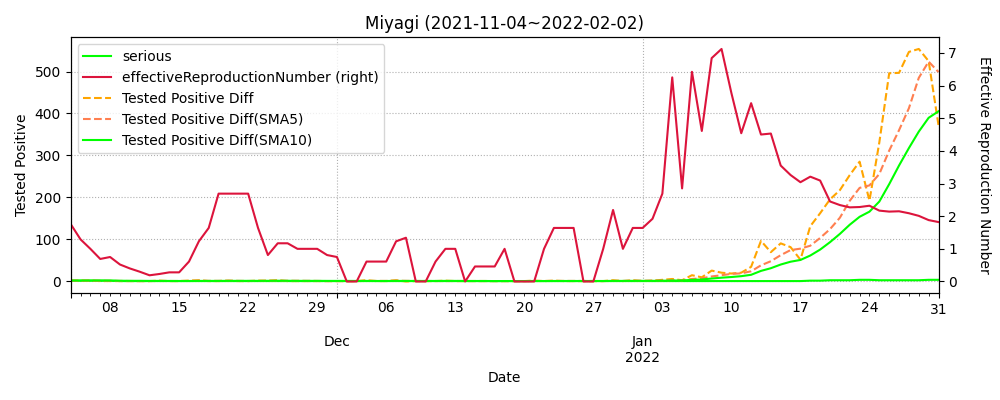 Miyagi (2021-11-04~2022-02-02)
serious
effectiveReproductionNumber (right)
Tested Positive Diff
Tested Positive Diff(SMA5)
Tested Positive Diff(SMA10)
Tested Positive
500
400
300
200
100
0
7
6
5
4
3
2
1
0
Effective Reproduction Number
08 15 22 29 06 13 20 27 03 10 17 24 31
Dec Jan
2022
Date